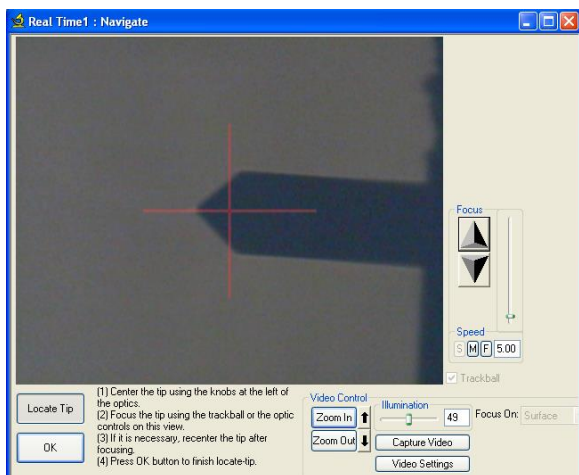 Real Time1 : Navigate
Focus
Speed
S M F 5.00
Trackball
Locate Tip
OK
(1) Center the tip using the knobs at the left of
the optics.
(2) Focus the tip using the trackball or the optic
controls on this view.
(3) If it is necessary, recenter the tip after
focusing.
(4) Press OK button to finish locate-tip.
Video Control
Zoom In
Zoom Out
Illumination
49
Capture Video
Video Settings
Focus On: Surface